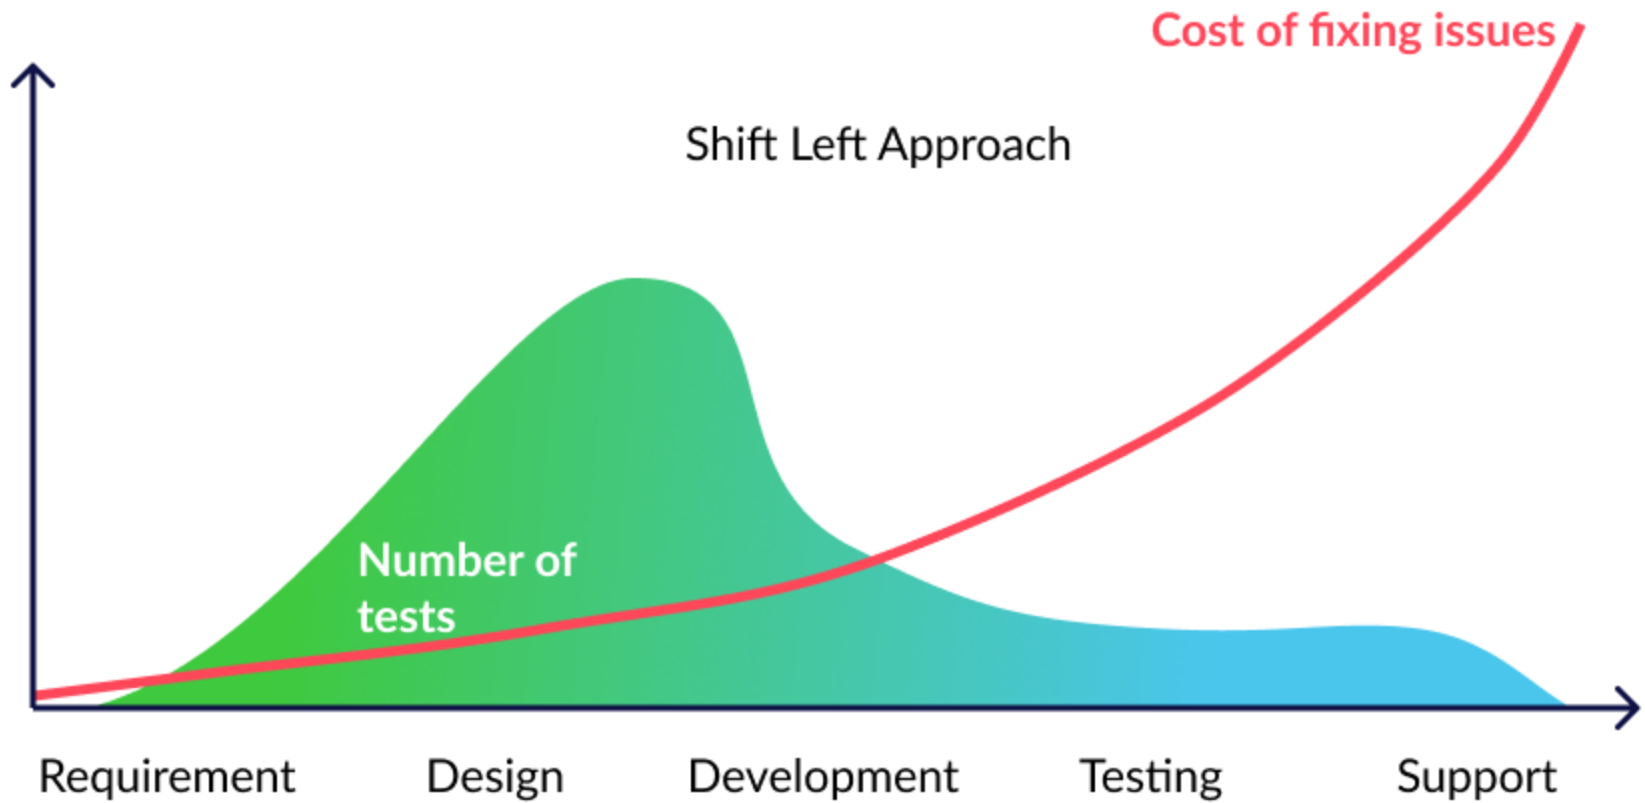 Cost of fixing issues
Shift Left Approach
Number of
tests
Requirement Design Development Testing Support